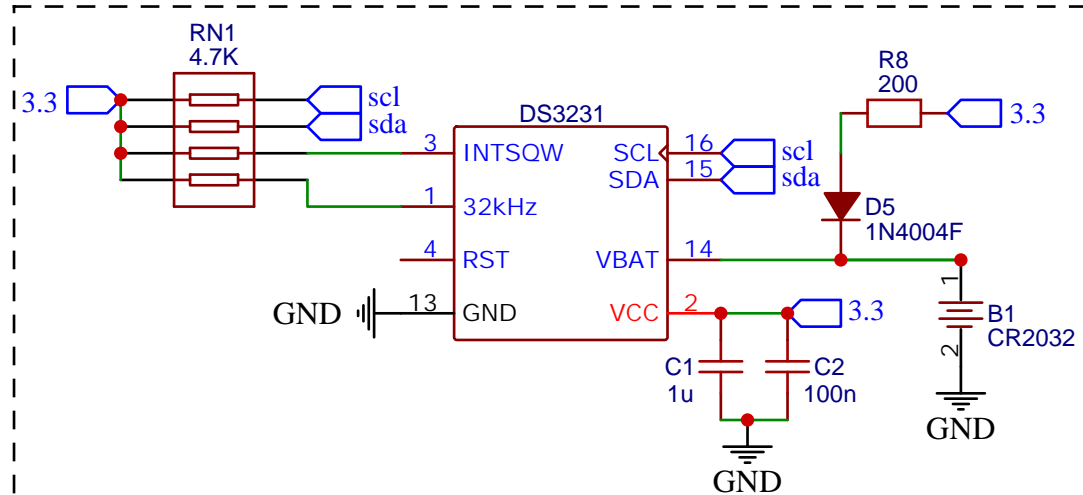 RN1
4.7K
3.3
scl
sda
DS3231
3 INTSQW
1 32kHz
4 RST
13 GND
GND
SCL 16
SDA 15
VBAT 14
VCC 2
scl
sda
R8
200
3.3
D5
1N4004F
3.3
C1
1u
C2
100n
GND
1
B1
CR2032
2
GND